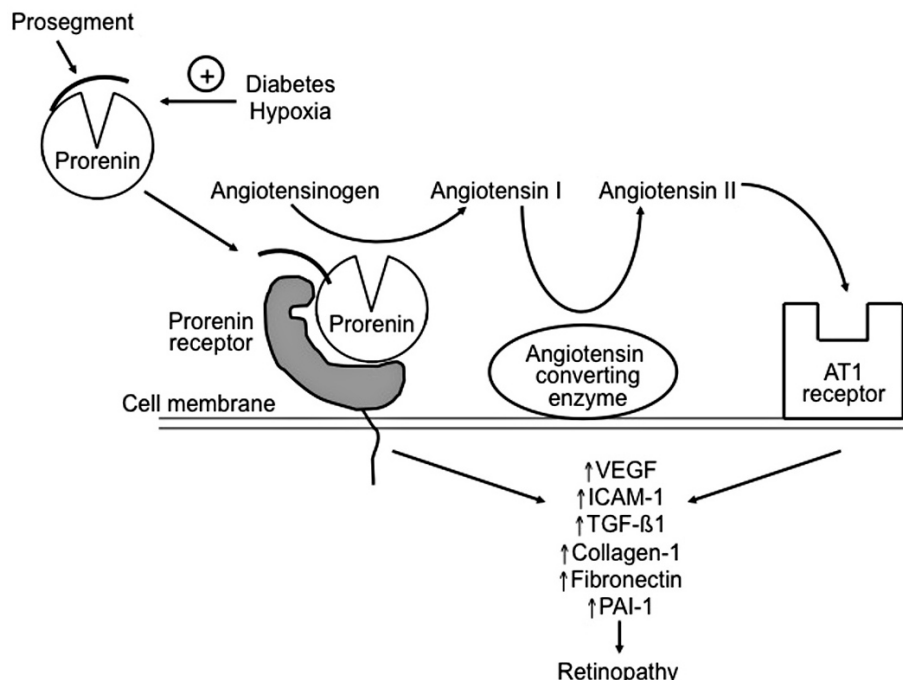 Prosegment
+
Diabetes
Hypoxia
Prorenin
Angiotensinogen
Angiotensin I
Angiotensin II
Prorenin
receptor
Prorenin
Angiotensin
converting
enzyme
AT1
receptor
Cell membrane
↑VEGF
↑ICAM-1
↑TGF-ß1
↑Collagen-1
↑Fibronectin
↑PAI-1
Retinopathy